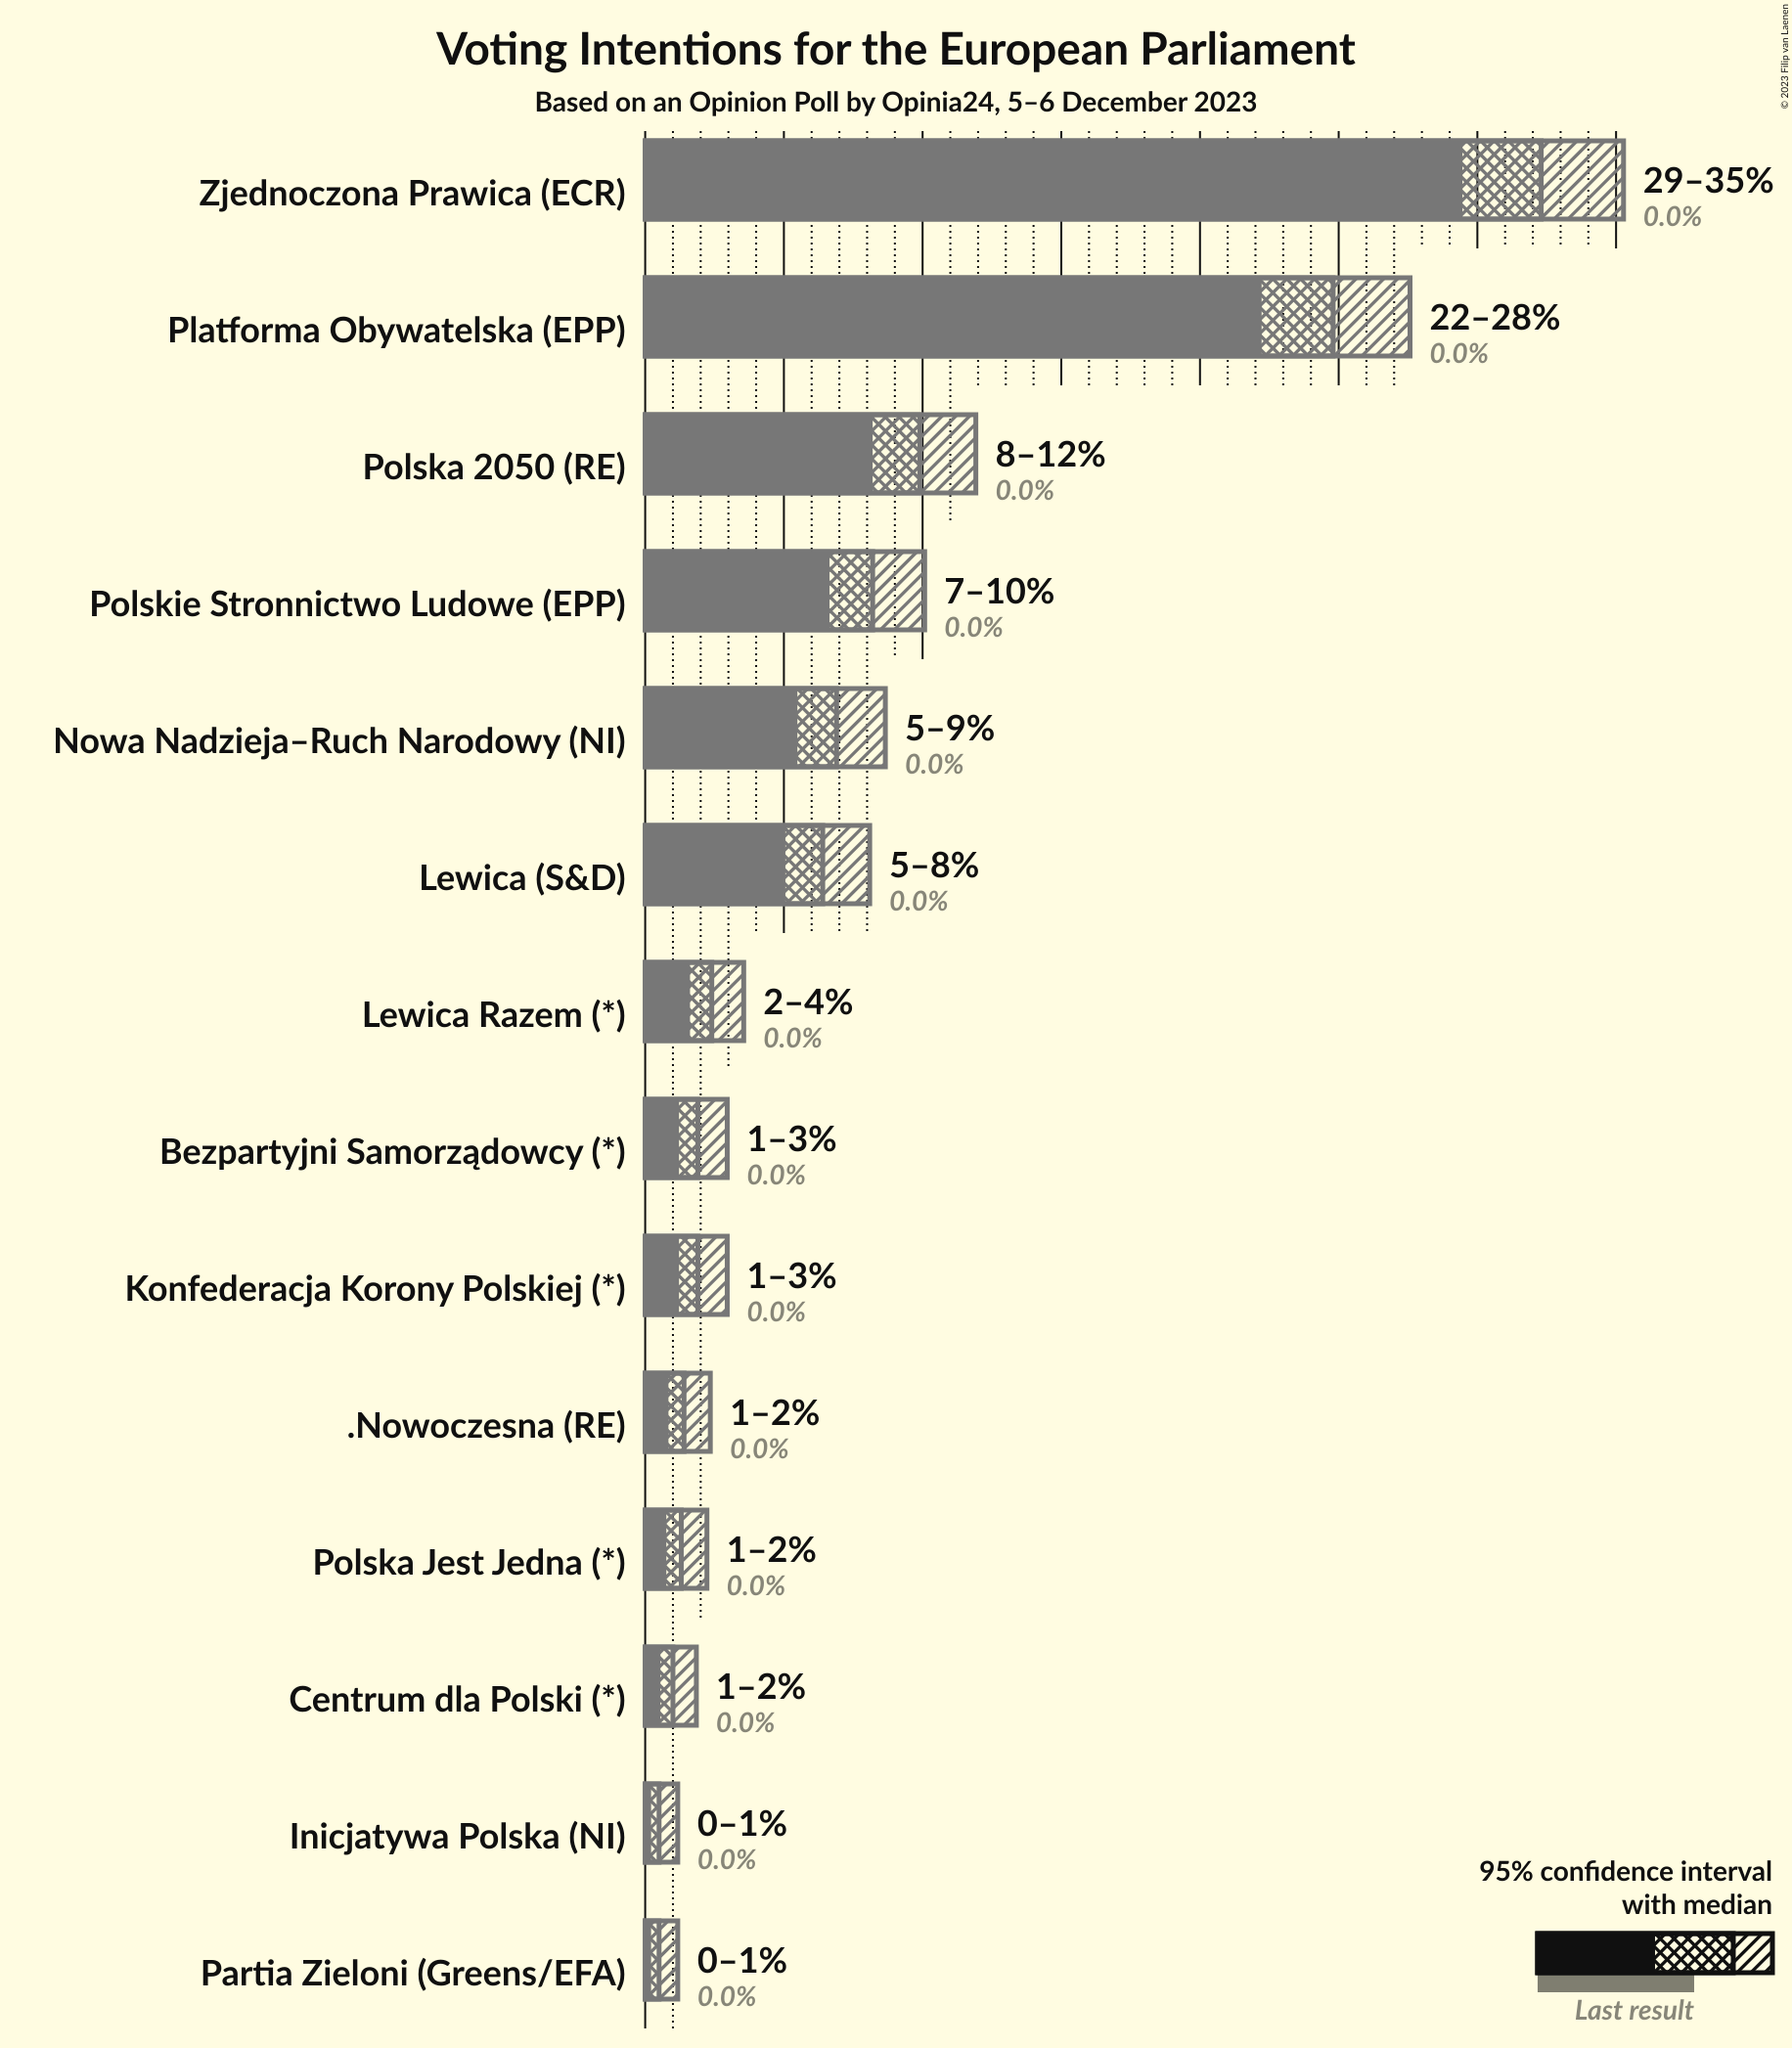 Voting Intentions for the European Parliament
Based on an Opinion Poll by Opinia24, 5–6 December 2023
© 2023 Filip van Laenen
Zjednoczona Prawica (ECR)
29–35%
0.0%
Platforma Obywatelska (EPP)
22–28%
0.0%
Polska 2050 (RE)
8–12%
0.0%
Polskie Stronnictwo Ludowe (EPP)
7–10%
0.0%
Nowa Nadzieja–Ruch Narodowy (NI)
5–9%
0.0%
Lewica (S&D)
5–8%
0.0%
Lewica Razem (*)
2–4%
0.0%
Bezpartyjni Samorządowcy (*)
1–3%
0.0%
Konfederacja Korony Polskiej (*)
1–3%
0.0%
.Nowoczesna (RE)
1–2%
0.0%
Polska Jest Jedna (*)
1–2%
0.0%
Centrum dla Polski (*)
1–2%
0.0%
Inicjatywa Polska (NI)
0–1%
0.0%
Partia Zieloni (Greens/EFA)
0–1%
0.0%
95% confidence interval
with median
Last result